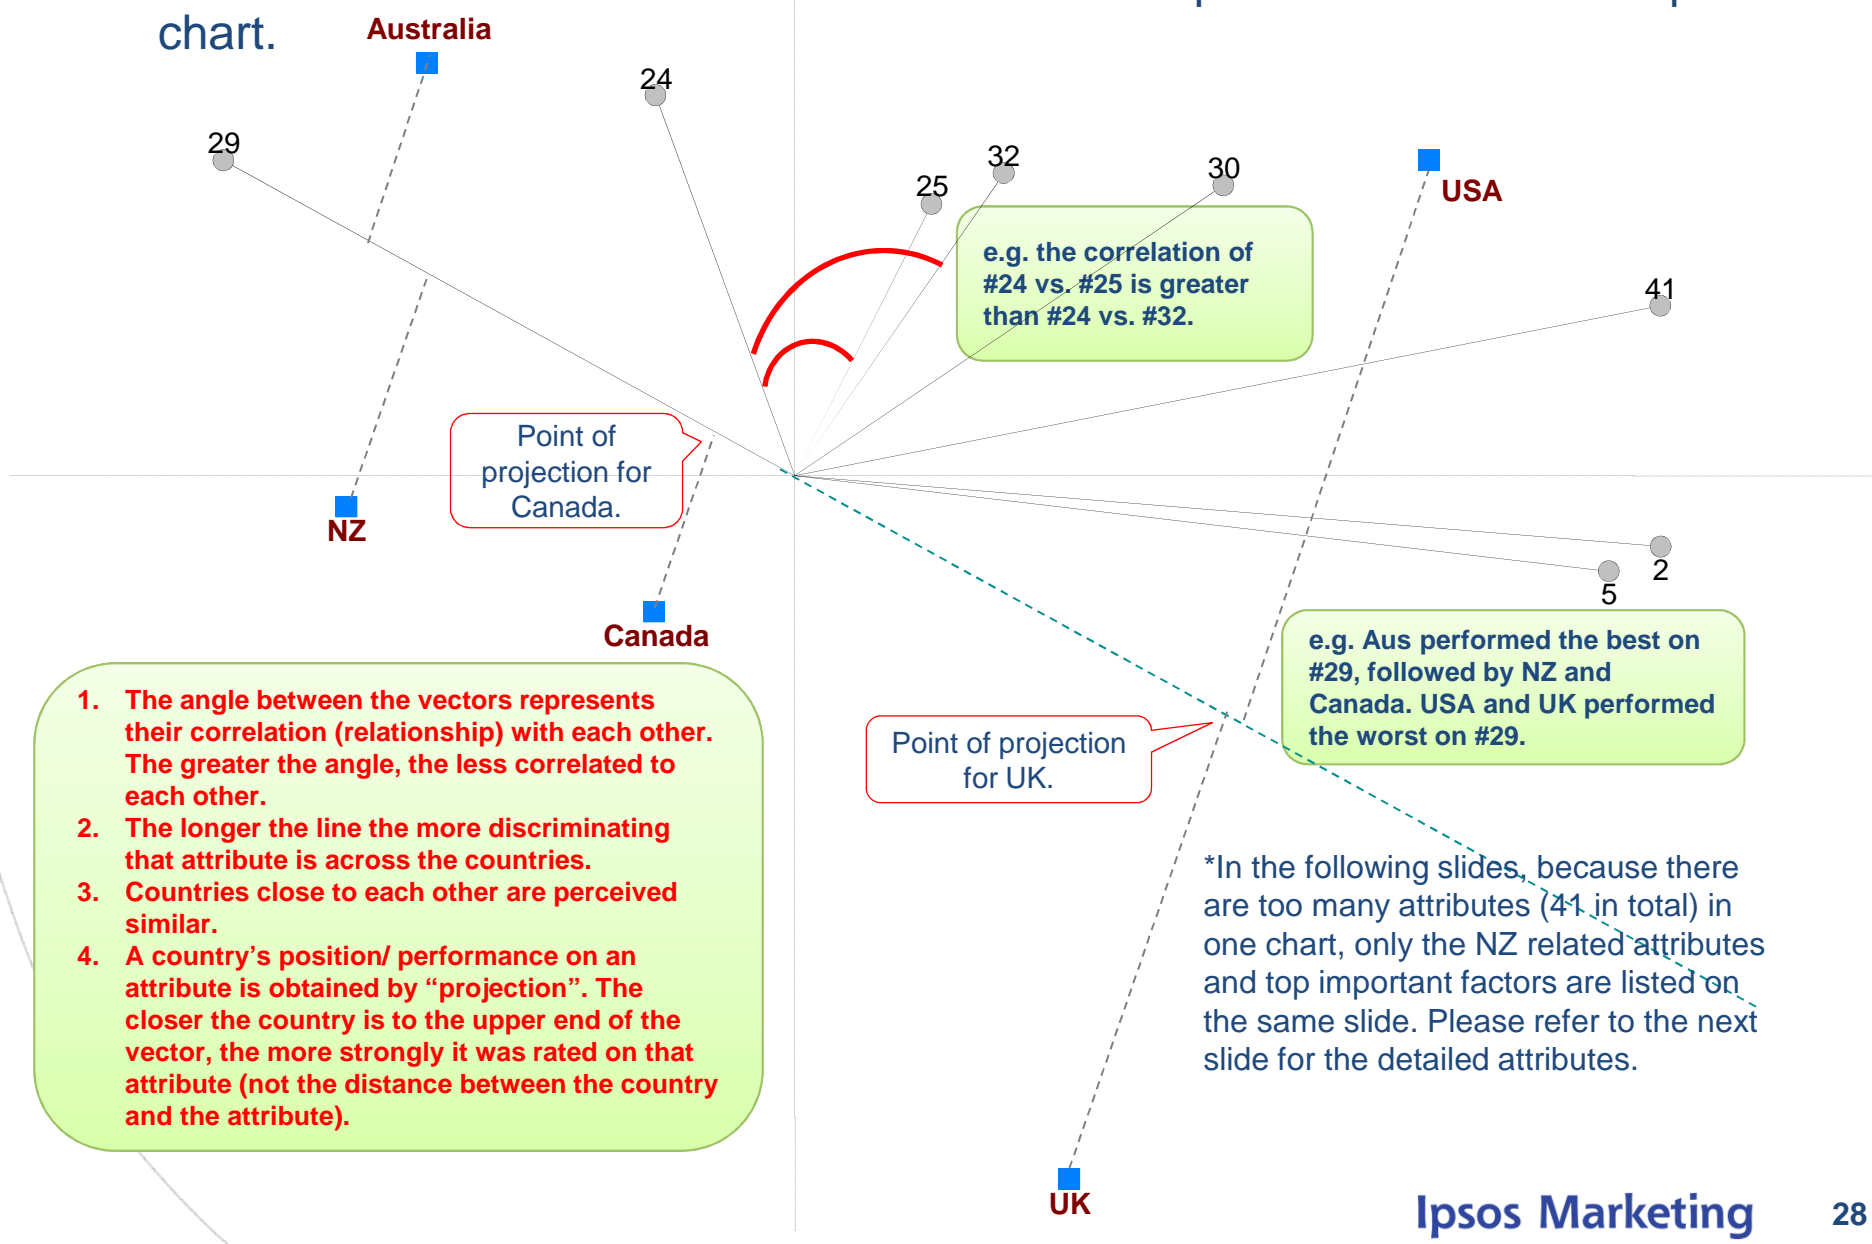 chart.
Australia
24
29
32
25
30
USA
e.g. the correlation of
#24 vs. #25 is greater
than #24 vs. #32.
41
Point of
projection for
Canada.
NZ
2
5
Canada
e.g. Aus performed the best on
#29, followed by NZ and
Canada. USA and UK performed
the worst on #29.
1. The angle between the vectors represents
their correlation (relationship) with each other.
The greater the angle, the less correlated to
each other.
2. The longer the line the more discriminating
that attribute is across the countries.
3. Countries close to each other are perceived
similar.
4. A country’s position/ performance on an
attribute is obtained by “projection”. The
closer the country is to the upper end of the
vector, the more strongly it was rated on that
attribute (not the distance between the country
and the attribute).
Point of projection
for UK.
*In the following slides, because there
are too many attributes (41 in total) in
one chart, only the NZ related attributes
and top important factors are listed on
the same slide. Please refer to the next
slide for the detailed attributes.
UK
Ipsos Marketing
28